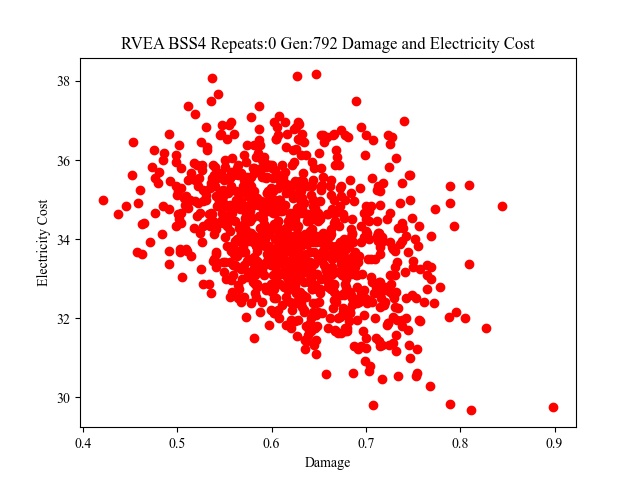 RVEA BSS4 Repeats:0 Gen:792 Damage and Electricity Cost
38
36
34
32
30
Electricity Cost
0.4 0.5 0.6 0.7 0.8 0.9
Damage